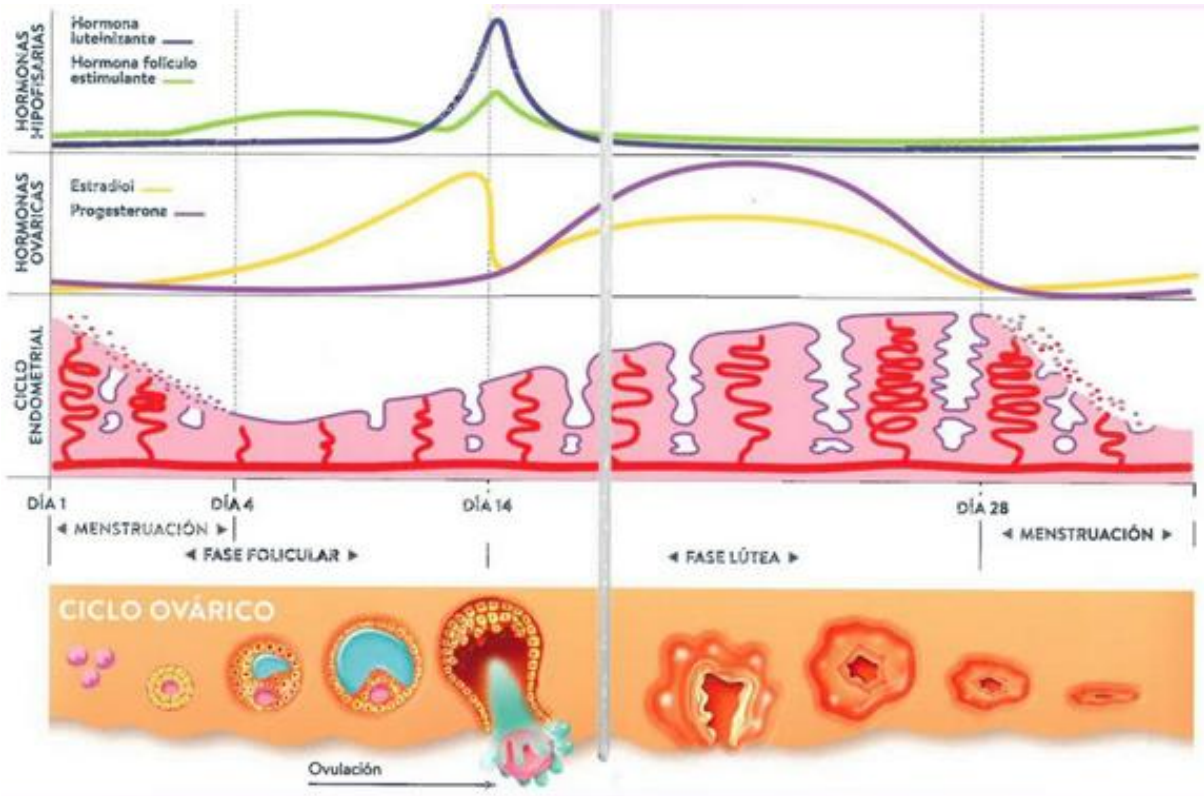 HORMONAS
HIPOFISARIAS
Hormona
luteinizante
Hormona folículo
estimulante
HORMONAS
OVÁRICAS
Estradiol
Progesterona
CICLO
ENDOMETRIAL
DÍA 1
DÍA 4
DÍA 14
DÍA 28
◄ MENSTRUACIÓN ►
◄ MENSTRUACIÓN ►
◄ FASE FOLICULAR ►
◄ FASE LÚTEA ►
CICLO OVÁRICO
Ovulación